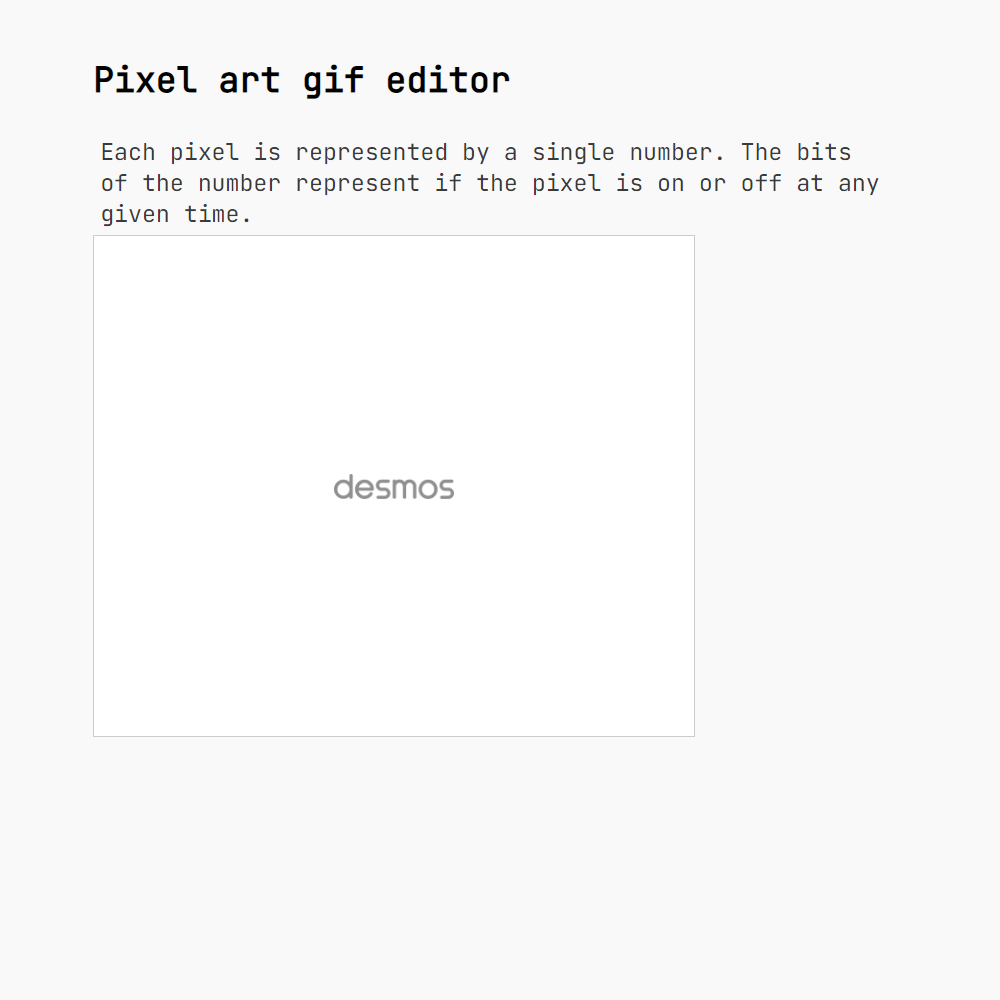 Pixel art gif editor
Each pixel is represented by a single number. The bits
of the number represent if the pixel is on or off at any
given time.
desmos